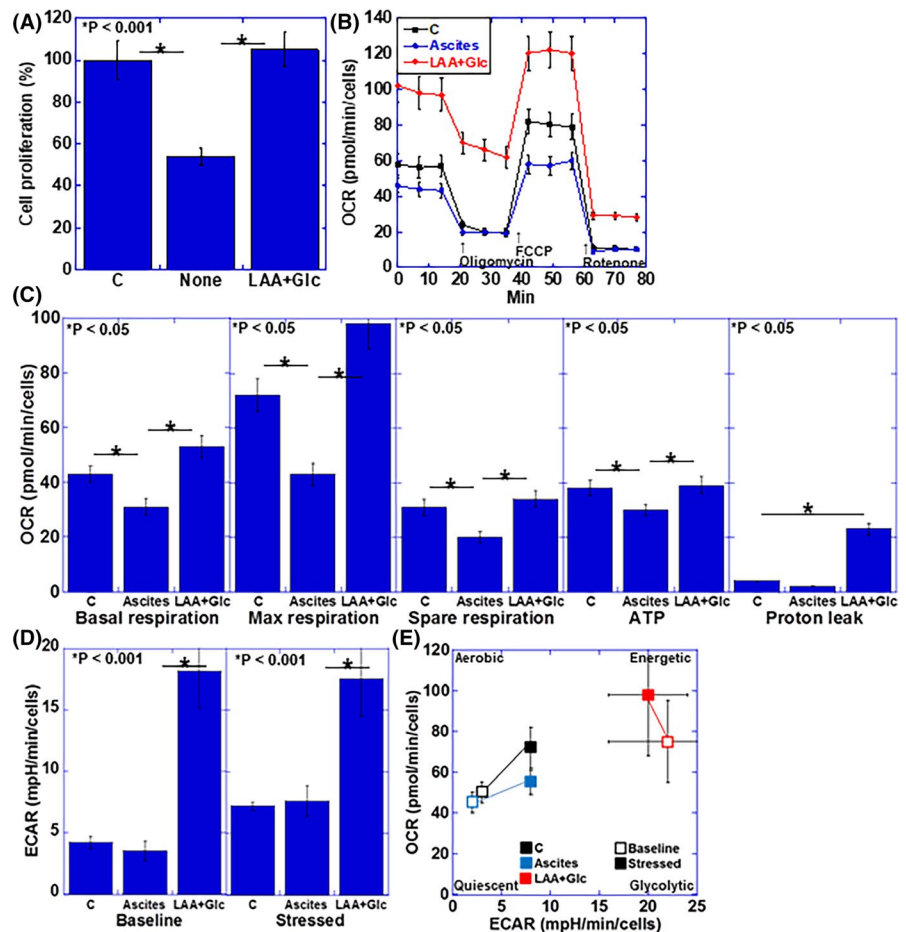 (A)
*P < 0.001
*
*
120
100
80
60
40
20
0
Cell proliferation (%)
C None LAA+Glc
(B)
140
120
100
80
60
40
20
0
OCR (pmol/min/cells)
C
Ascites
LAA+Glc
Oligomycin
FCCP
Rotenone
0 10 20 30 40 50 60 70 80
Min
(C)
100
80
60
40
20
0
OCR (pmol/min/cells)
*P < 0.05
*
*
C Ascites LAA+Glc
Basal respiration
*P < 0.05
*
*
C Ascites LAA+Glc
Max respiration
*P < 0.05
*
*
C Ascites LAA+Glc
Spare respiration
*P < 0.05
*
*
C Ascites LAA+Glc
ATP
*P < 0.05
*
C Ascites LAA+Glc
Proton leak
(D)
20
15
10
5
0
ECAR (mpH/min/cells)
*P < 0.001
*
C Ascites LAA+Glc
Baseline
*P < 0.001
*
C Ascites LAA+Glc
Stressed
(E)
120
100
80
60
40
20
0
OCR (pmol/min/cells)
Aerobic
Energetic
C
Ascites
LAA+Glc
Baseline
Stressed
Quiescent
Glycolytic
0 5 10 15 20 25
ECAR (mpH/min/cells)